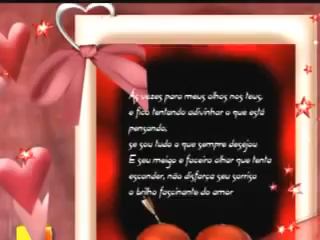 As vezes paro meus olhos nos teus,
e fico tentando adivinhar o que está
pensando,
se sou tudo o que sempre desejou
E seu meigo e faceiro olhar que tenta
esconder, não disfarça seu sorriso
o brilho fascinante do amor